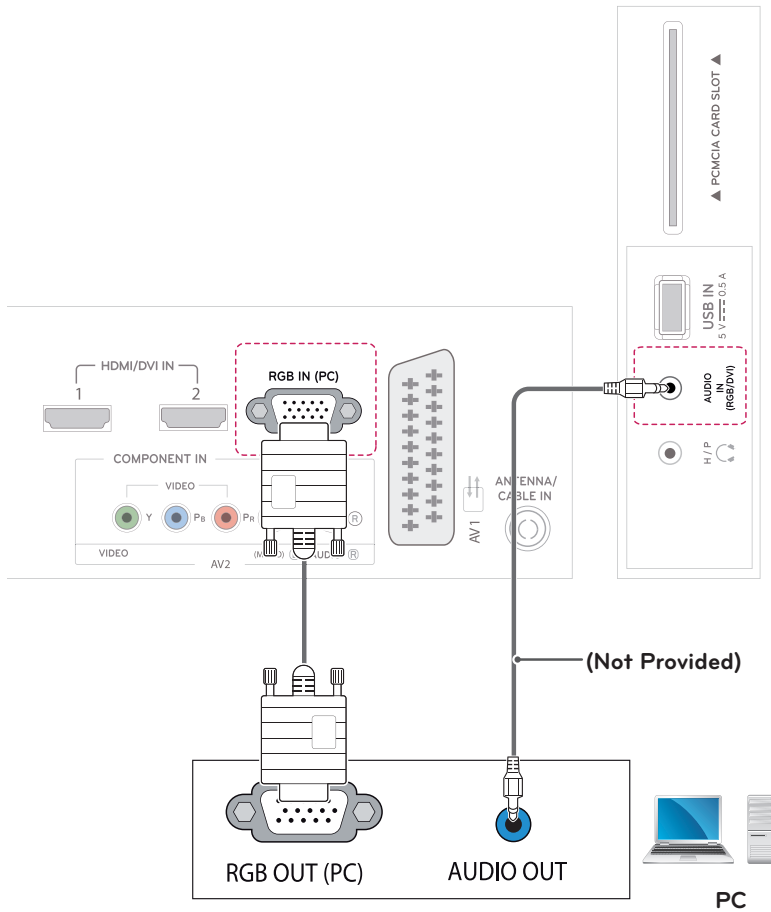 ▲ PCMCIA CARD SLOT ▲
USB IN
5 V 0.5 A
AUDIO
IN
(RGB/DVI)
H / P
HDMI/DVI IN
1
2
RGB IN (PC)
COMPONENT IN
VIDEO
Y
PB
PR
R
VIDEO
R
AV2
AV1
ANTENNA/
CABLE IN
(Not Provided)
RGB OUT (PC)
AUDIO OUT
PC